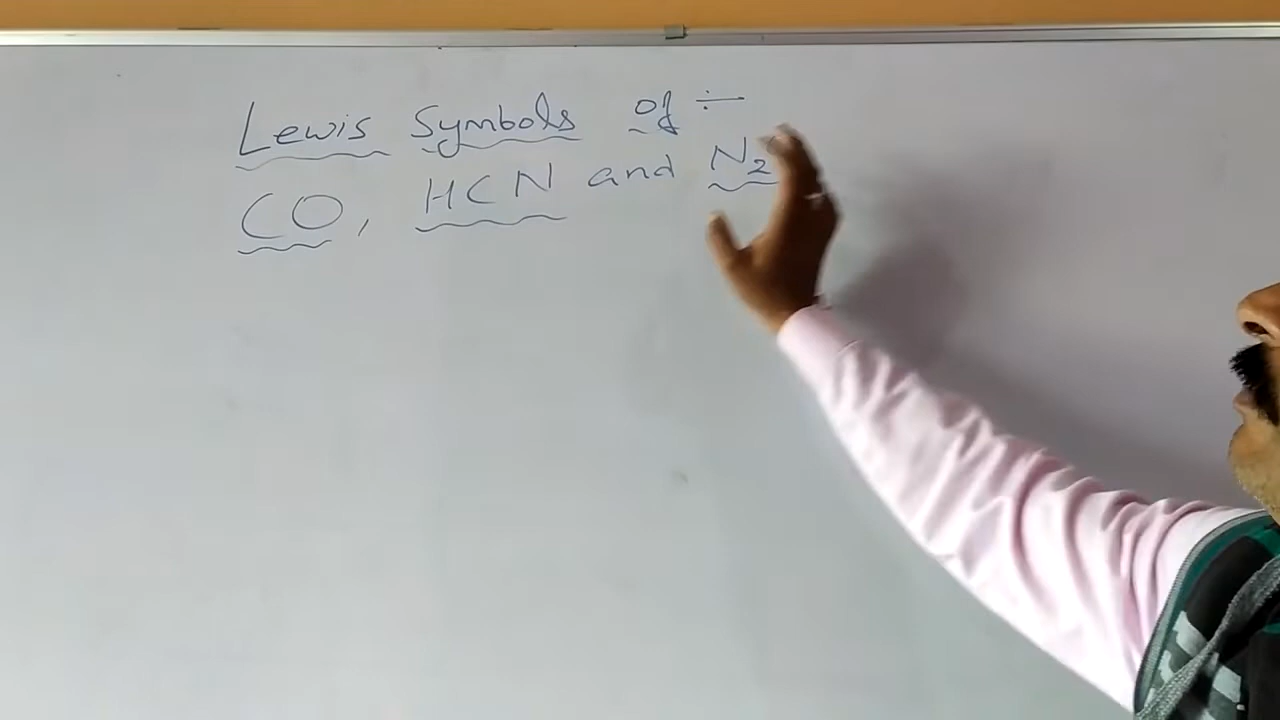 Lewis Symbols of :-
CO, HCN and N₂